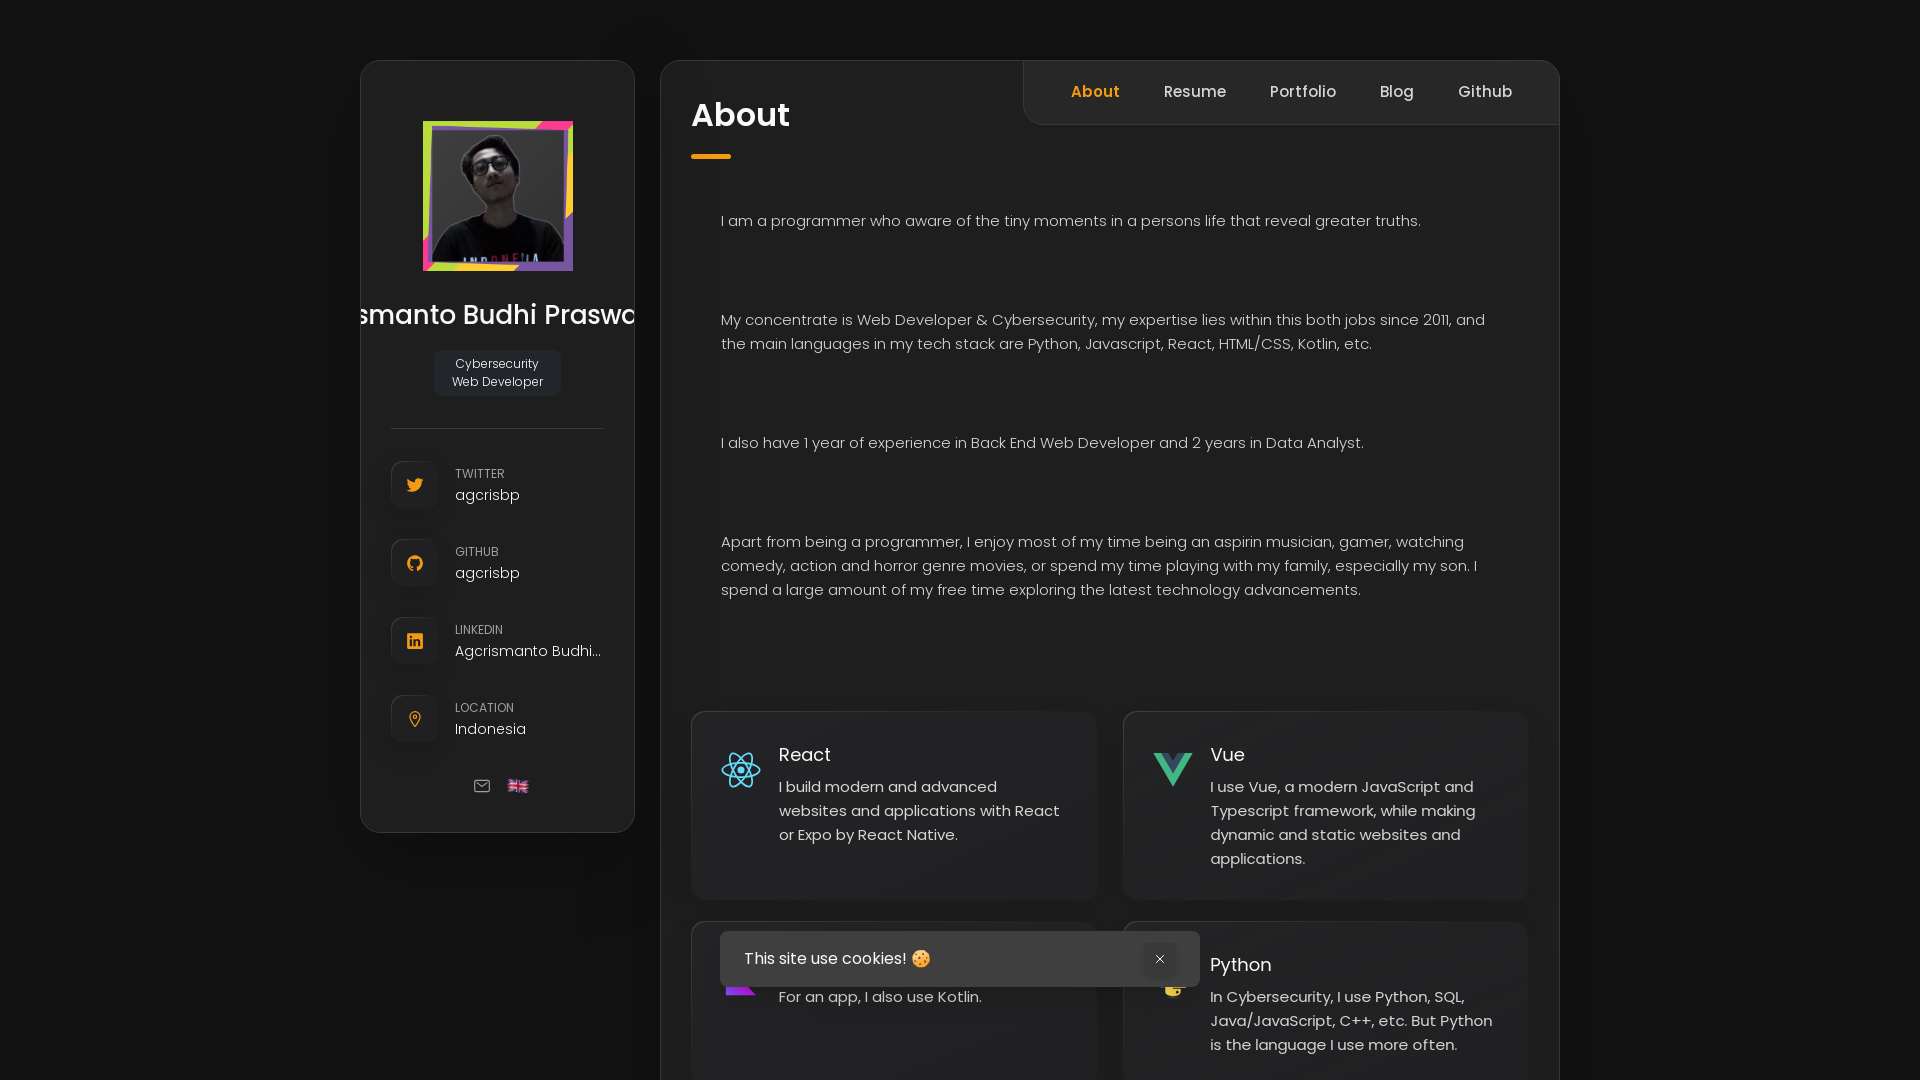 smanto Budhi Praswa
Cybersecurity
Web Developer
TWITTER
agcrisbp
GITHUB
agcrisbp
LINKEDIN
Agcrismanto Budhi...
LOCATION
Indonesia
About
Resume
Portfolio
Blog
Github
About
I am a programmer who aware of the tiny moments in a persons life that reveal greater truths.
My concentrate is Web Developer & Cybersecurity, my expertise lies within this both jobs since 2011, and
the main languages in my tech stack are Python, Javascript, React, HTML/CSS, Kotlin, etc.
I also have 1 year of experience in Back End Web Developer and 2 years in Data Analyst.
Apart from being a programmer, I enjoy most of my time being an aspirin musician, gamer, watching
comedy, action and horror genre movies, or spend my time playing with my family, especially my son. I
spend a large amount of my free time exploring the latest technology advancements.
React
I build modern and advanced
websites and applications with React
or Expo by React Native.
Vue
I use Vue, a modern JavaScript and
Typescript framework, while making
dynamic and static websites and
applications.
This site use cookies! 🍪
For an app, I also use Kotlin.
Python
In Cybersecurity, I use Python, SQL,
Java/JavaScript, C++, etc. But Python
is the language I use more often.